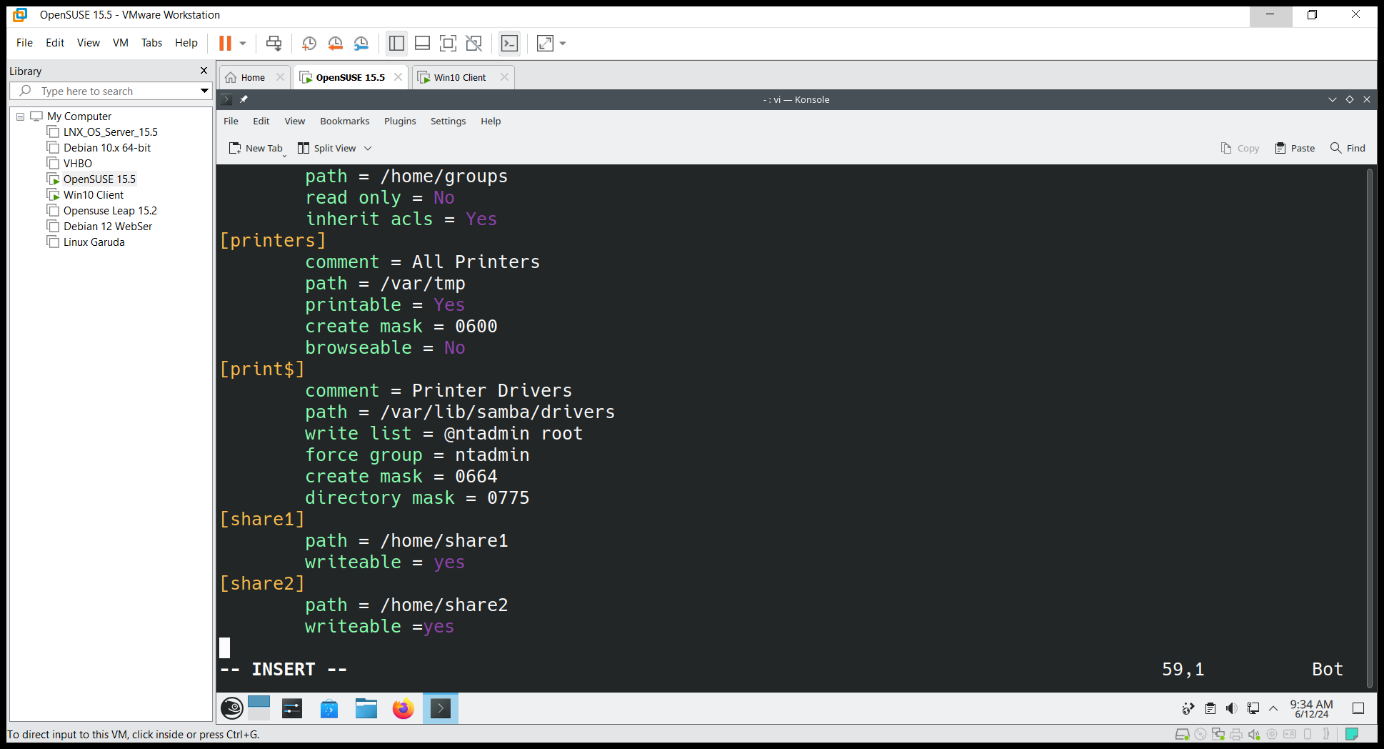 OpenSUSE 15.5 - VMware Workstation
File Edit View VM Tabs Help
Library
Type here to search
My Computer
LNX_OS_Server_15.5
Debian 10.x 64-bit
VHBO
OpenSUSE 15.5
Win10 Client
Opensuse Leap 15.2
Debian 12 WebSer
Linux Garuda
Home OpenSUSE 15.5 Win10 Client
- : vi — Konsole
File Edit View Bookmarks Plugins Settings Help
New Tab Split View Copy Paste Find
path = /home/groups
read only = No
inherit acls = Yes
[printers]
comment = All Printers
path = /var/tmp
printable = Yes
create mask = 0600
browseable = No
[print$]
comment = Printer Drivers
path = /var/lib/samba/drivers
write list = @ntadmin root
force group = ntadmin
create mask = 0664
directory mask = 0775
[share1]
path = /home/share1
writeable = yes
[share2]
path = /home/share2
writeable =yes
-- INSERT -- 59,1 Bot
9:34 AM
6/12/24
To direct input to this VM, click inside or press Ctrl+G.